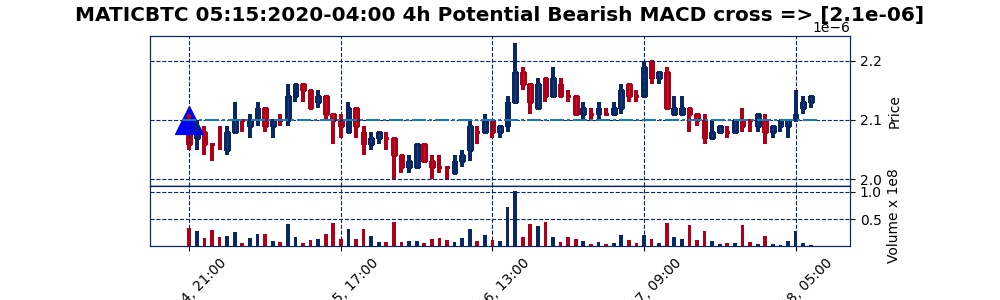 MATICBTC 05:15:2020-04:00 4h Potential Bearish MACD cross => [2.1e-06]
1e−6
2.2
2.1
2.0
Price
1.0
0.5
Volume x 1e8
4, 21:00
5, 17:00
6, 13:00
7, 09:00
8, 05:00